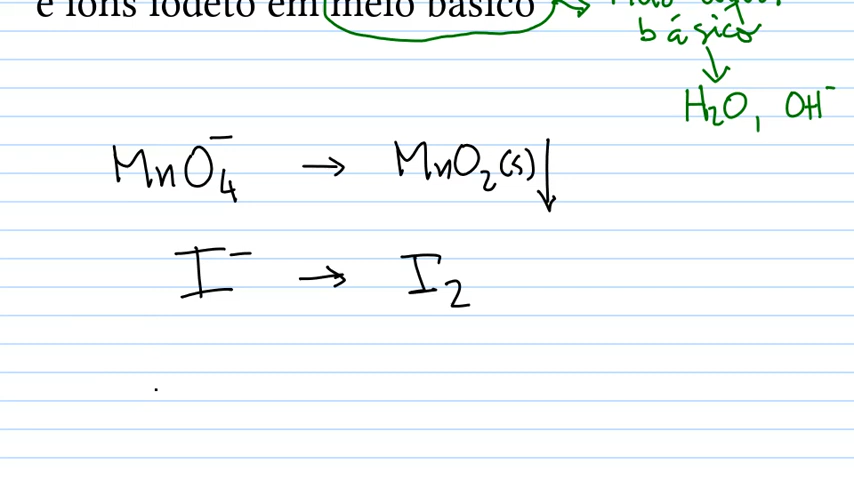 e íons iodeto em meio básico
básico
H₂O, OH⁻
MnO₄⁻ → MnO₂(s)↓
I⁻ → I₂